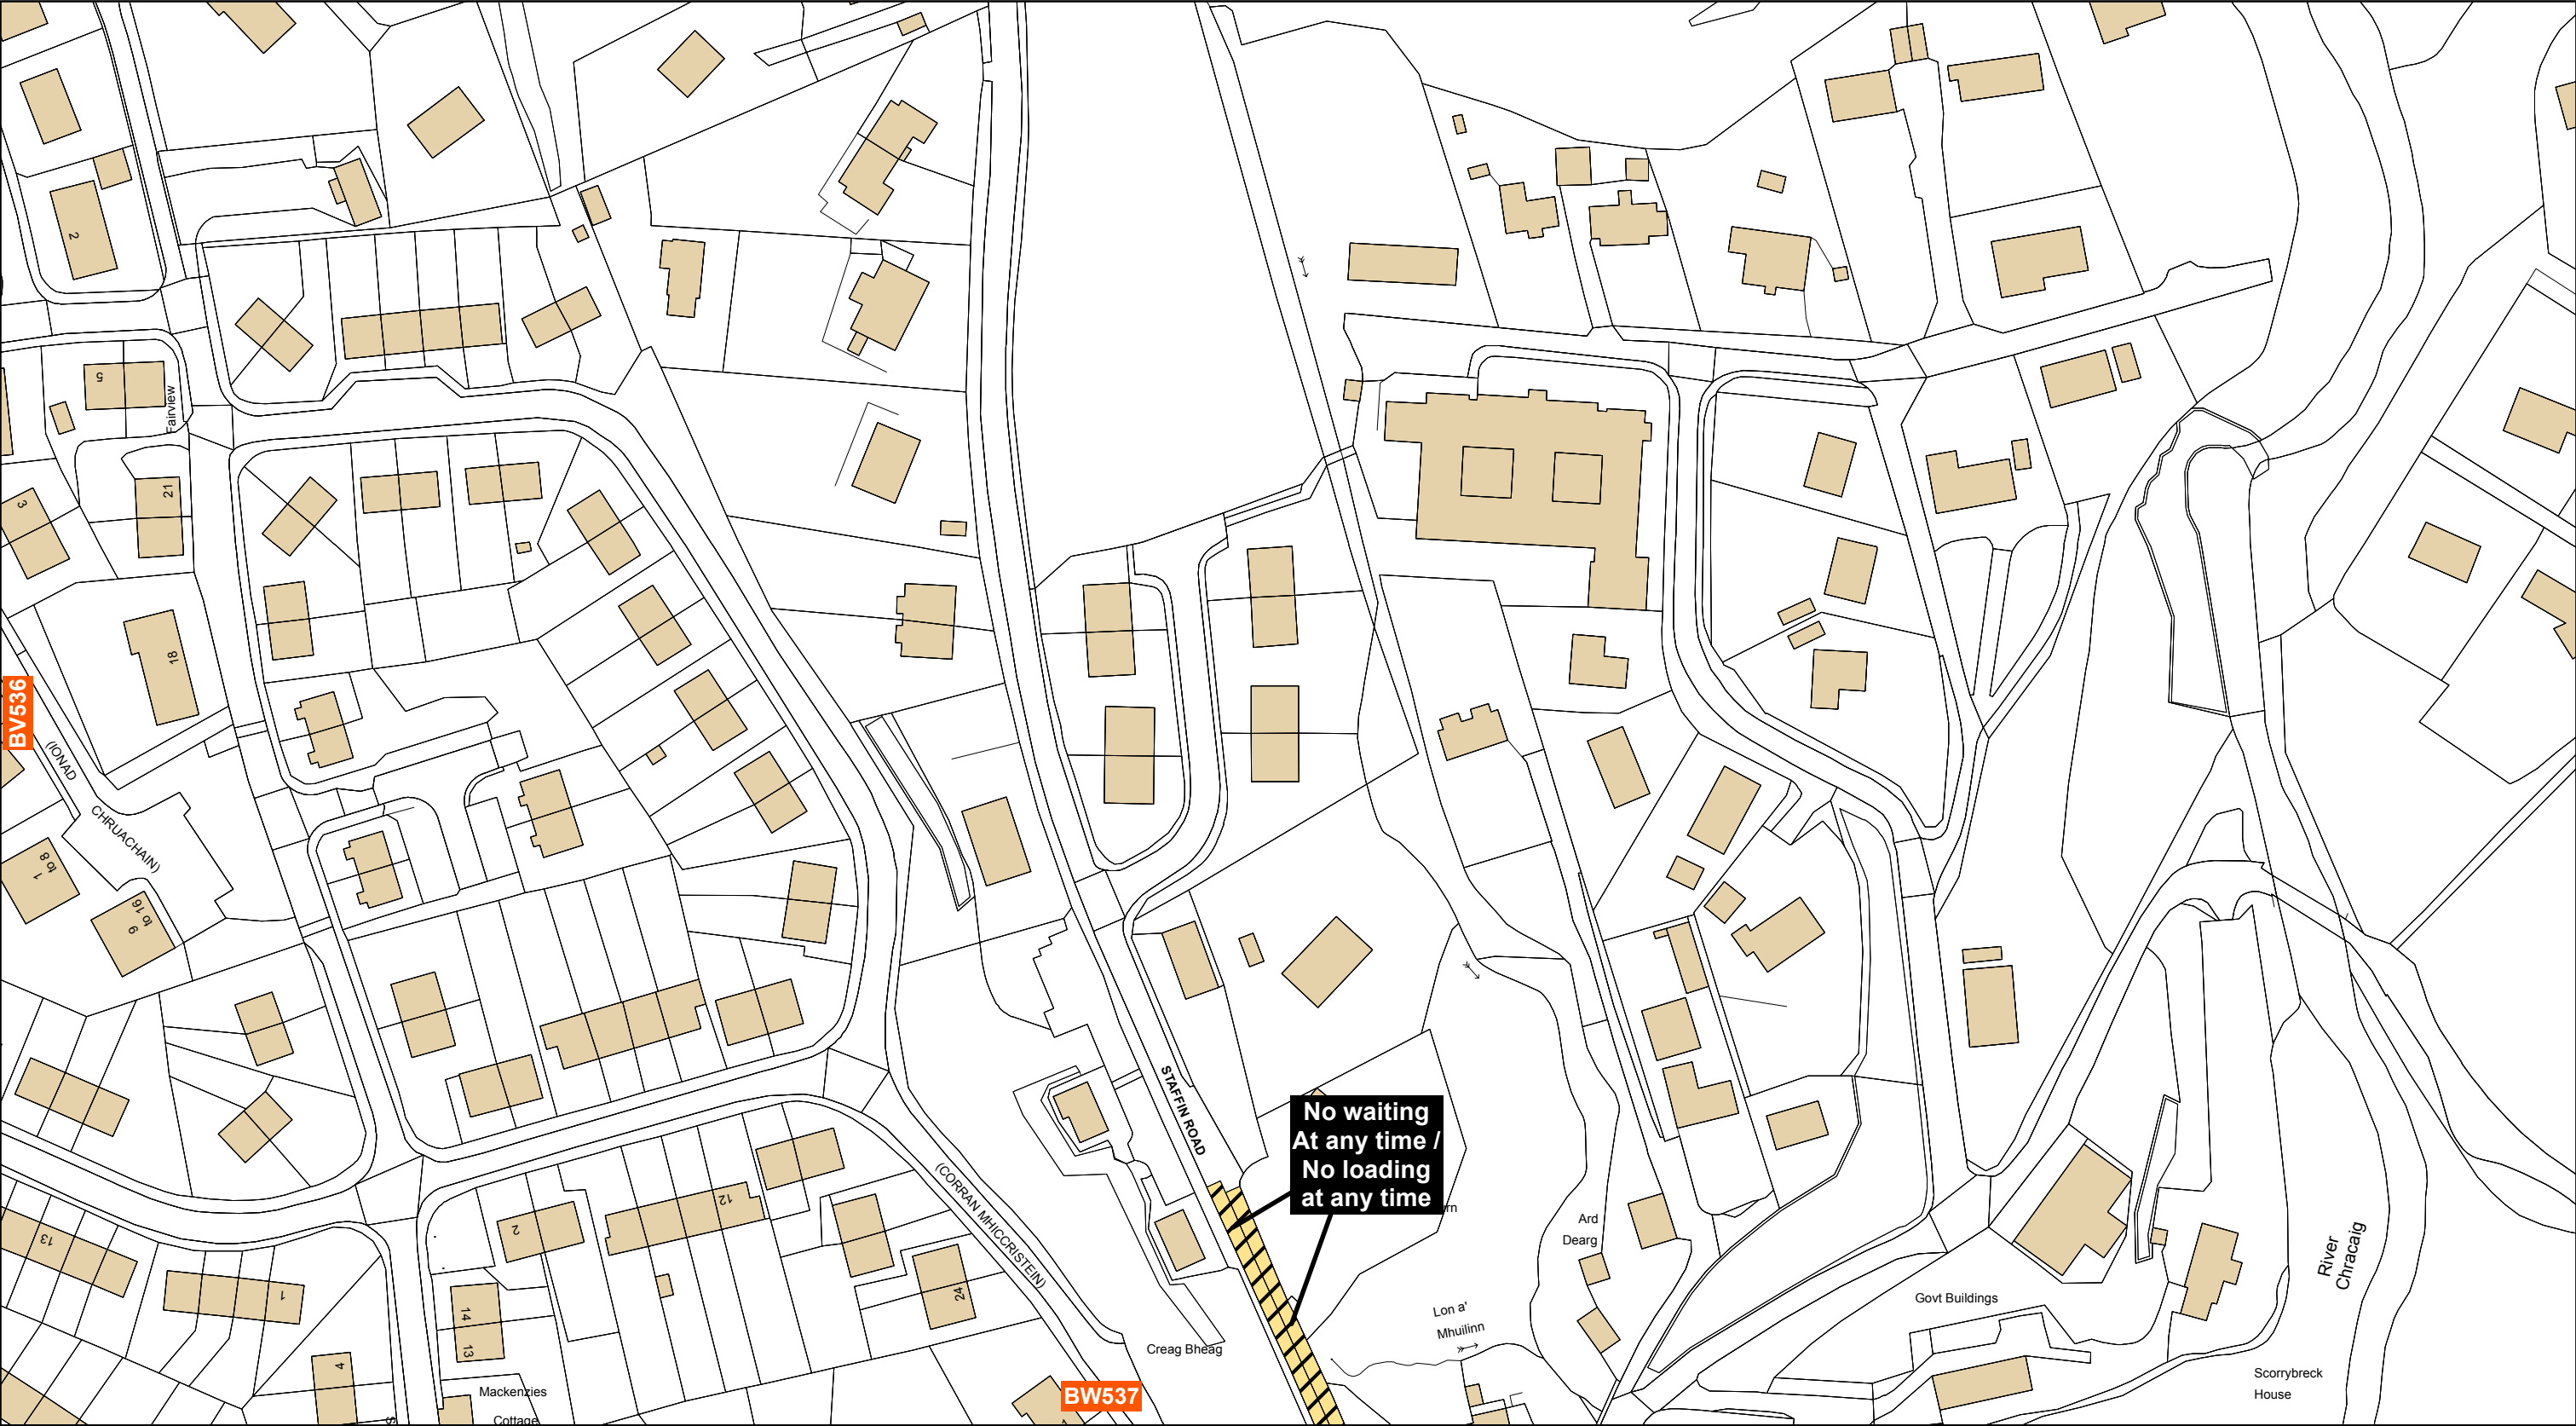 2
5
Fairview
21
3
18
BV536
(IONAD
CHRUACHAIN)
1
to 8
9
to 16
STAFFIN ROAD
No waiting
At any time /
No loading
at any time
(CORRAN MHICCRISTEIN)
12
2
13
1
14
13
24
4
Ard
Dearg
Lon a'
Mhuilinn
Creag Bheag
Mackenzies
Cottage
BW537
Govt Buildings
River
Chracaig
Scorrybreck
House